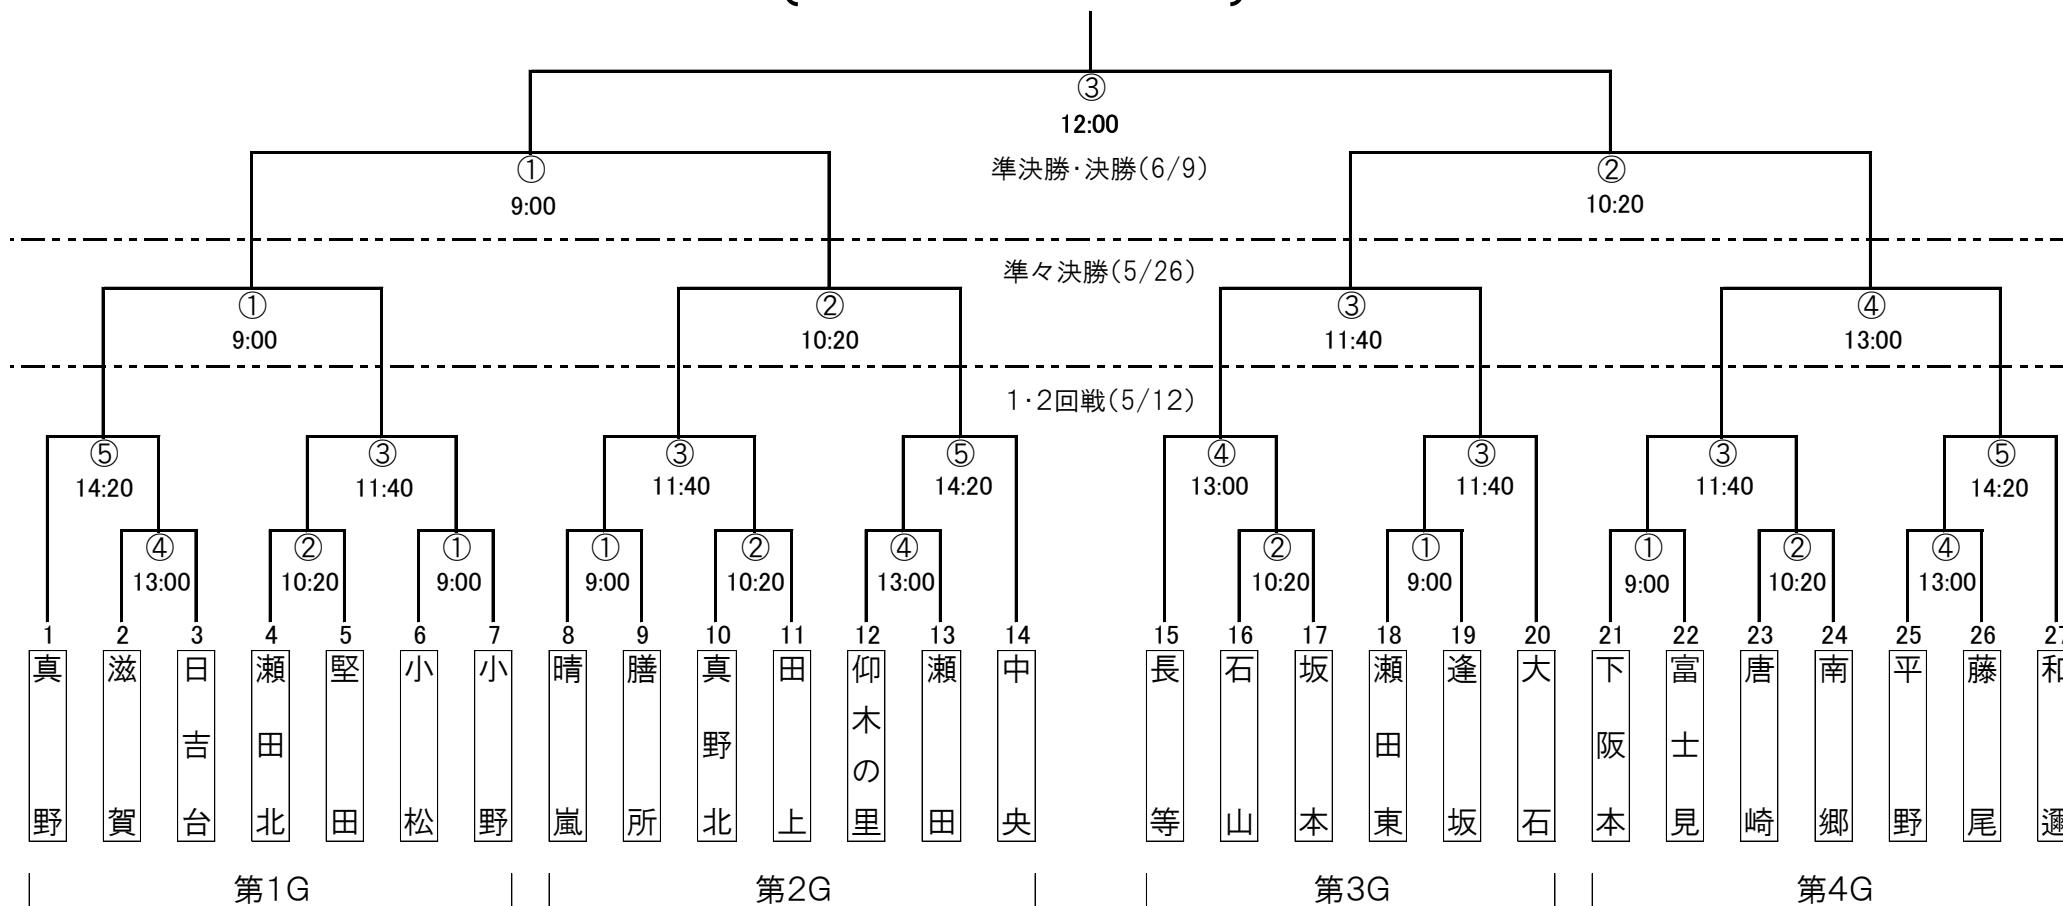 ③
12:00
準決勝・決勝(6/9)
① ②
9:00 10:20
準々決勝(5/26)
① ② ③ ④
9:00 10:20 11:40 13:00
1・2回戦(5/12)
⑤ ③ ③ ⑤ ④ ③ ③ ⑤
14:20 11:40 11:40 14:20 13:00 11:40 11:40 14:20
④ ② ① ① ② ④ ② ① ① ② ④
13:00 10:20 9:00 9:00 10:20 13:00 10:20 9:00 9:00 10:20 13:00
1 2 3 4 5 6 7 8 9 10 11 12 13 14 15 16 17 18 19 20 21 22 23 24 25 26 27
真野
滋賀
日吉台
瀬田北
堅田
小松
小野
晴嵐
膳所
真野北
田上
仰木の里
瀬田
中央
長等
石山
坂本
瀬田東
逢坂
大石
下阪本
富士見
唐崎
南郷
平野
藤尾
和邇
第1G 第2G 第3G 第4G